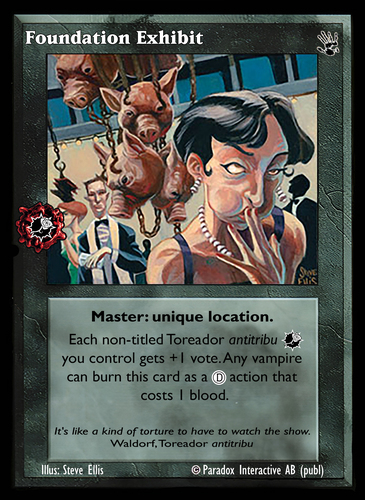 Foundation Exhibit
STEVE
ELLIS
Master: unique location.
Each non-titled Toreador antitribu
you control gets +1 vote. Any vampire
can burn this card as a D action that
costs 1 blood.
It's like a kind of torture to have to watch the show.
Waldorf, Toreador antitribu
Illus: Steve Ellis
© Paradox Interactive AB (publ)